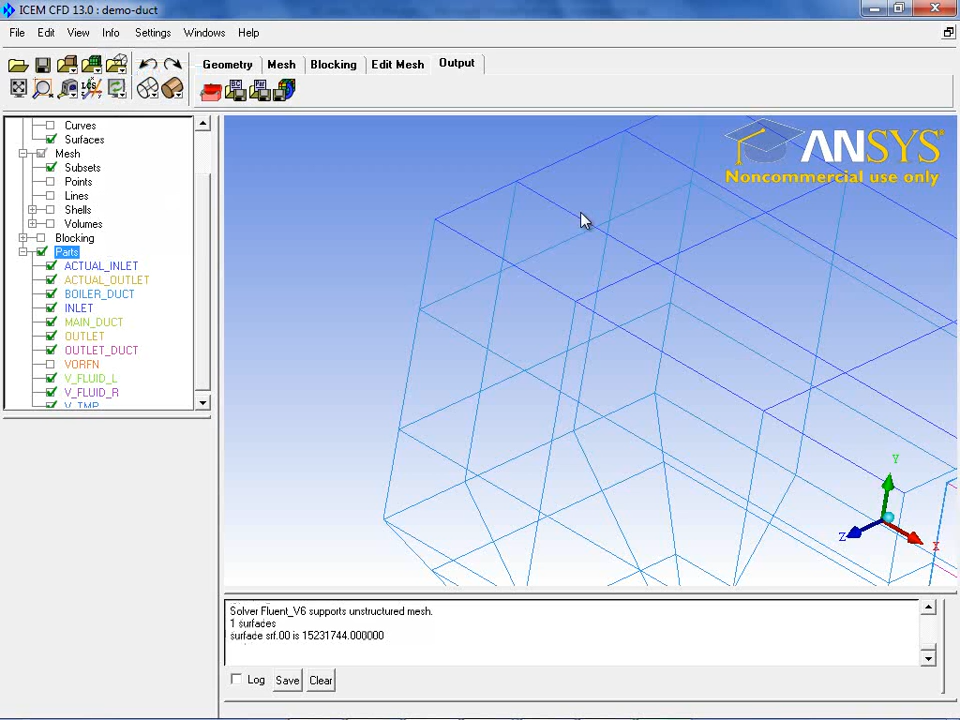 ICEM CFD 13.0 : demo-duct
File Edit View Info Settings Windows Help
Geometry Mesh Blocking Edit Mesh Output
Curves
Surfaces
Mesh
Subsets
Points
Lines
Shells
Volumes
Blocking
Parts
ACTUAL_INLET
ACTUAL_OUTLET
BOILER_DUCT
INLET
MAIN_DUCT
OUTLET
OUTLET_DUCT
VORFN
V_FLUID_L
V_FLUID_R
V_TMP
ANSYS
Noncommercial use only
Y
Z
X
Solver Fluent_V6 supports unstructured mesh.
1 surfaces
surface srf.00 is 15231744.000000
Log Save Clear